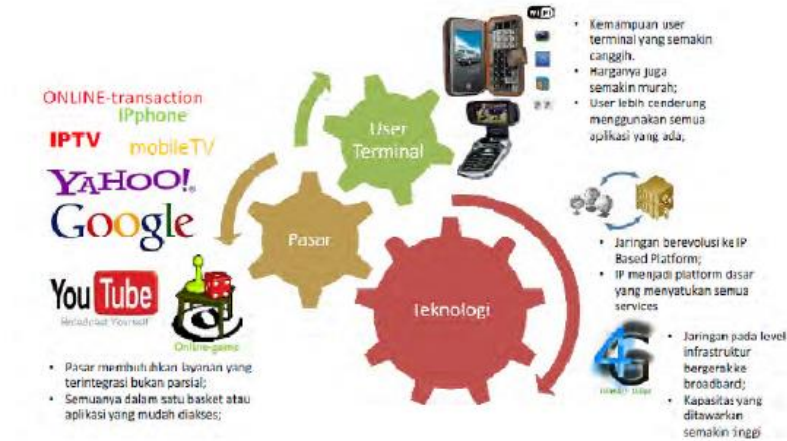 WiFi
• Kemampuan user
terminal yang semakin
canggih.
• Harganya juga
semakin murah;
• User lebih cenderung
menggunakan semua
aplikasi yang ada;
ONLINE-transaction
IPphone
IPTV
mobileTV
YAHOO!
Google
You Tube
Broadcast Yourself
Online-game
• Pasar membutuhkan layanan yang
terintegrasi bukan parsial;
• Semuanya dalam satu basket atau
aplikasi yang mudah diakses;
User
Terminal
Pasar
Teknologi
• Jaringan berevolusi ke IP
Based Platform;
• IP menjadi platform dasar
yang menyatukan semua
services
4G
• Jaringan pada level
infrastruktur
bergerak ke
broadband;
• Kapasitas yang
ditawarkan
semakin tinggi